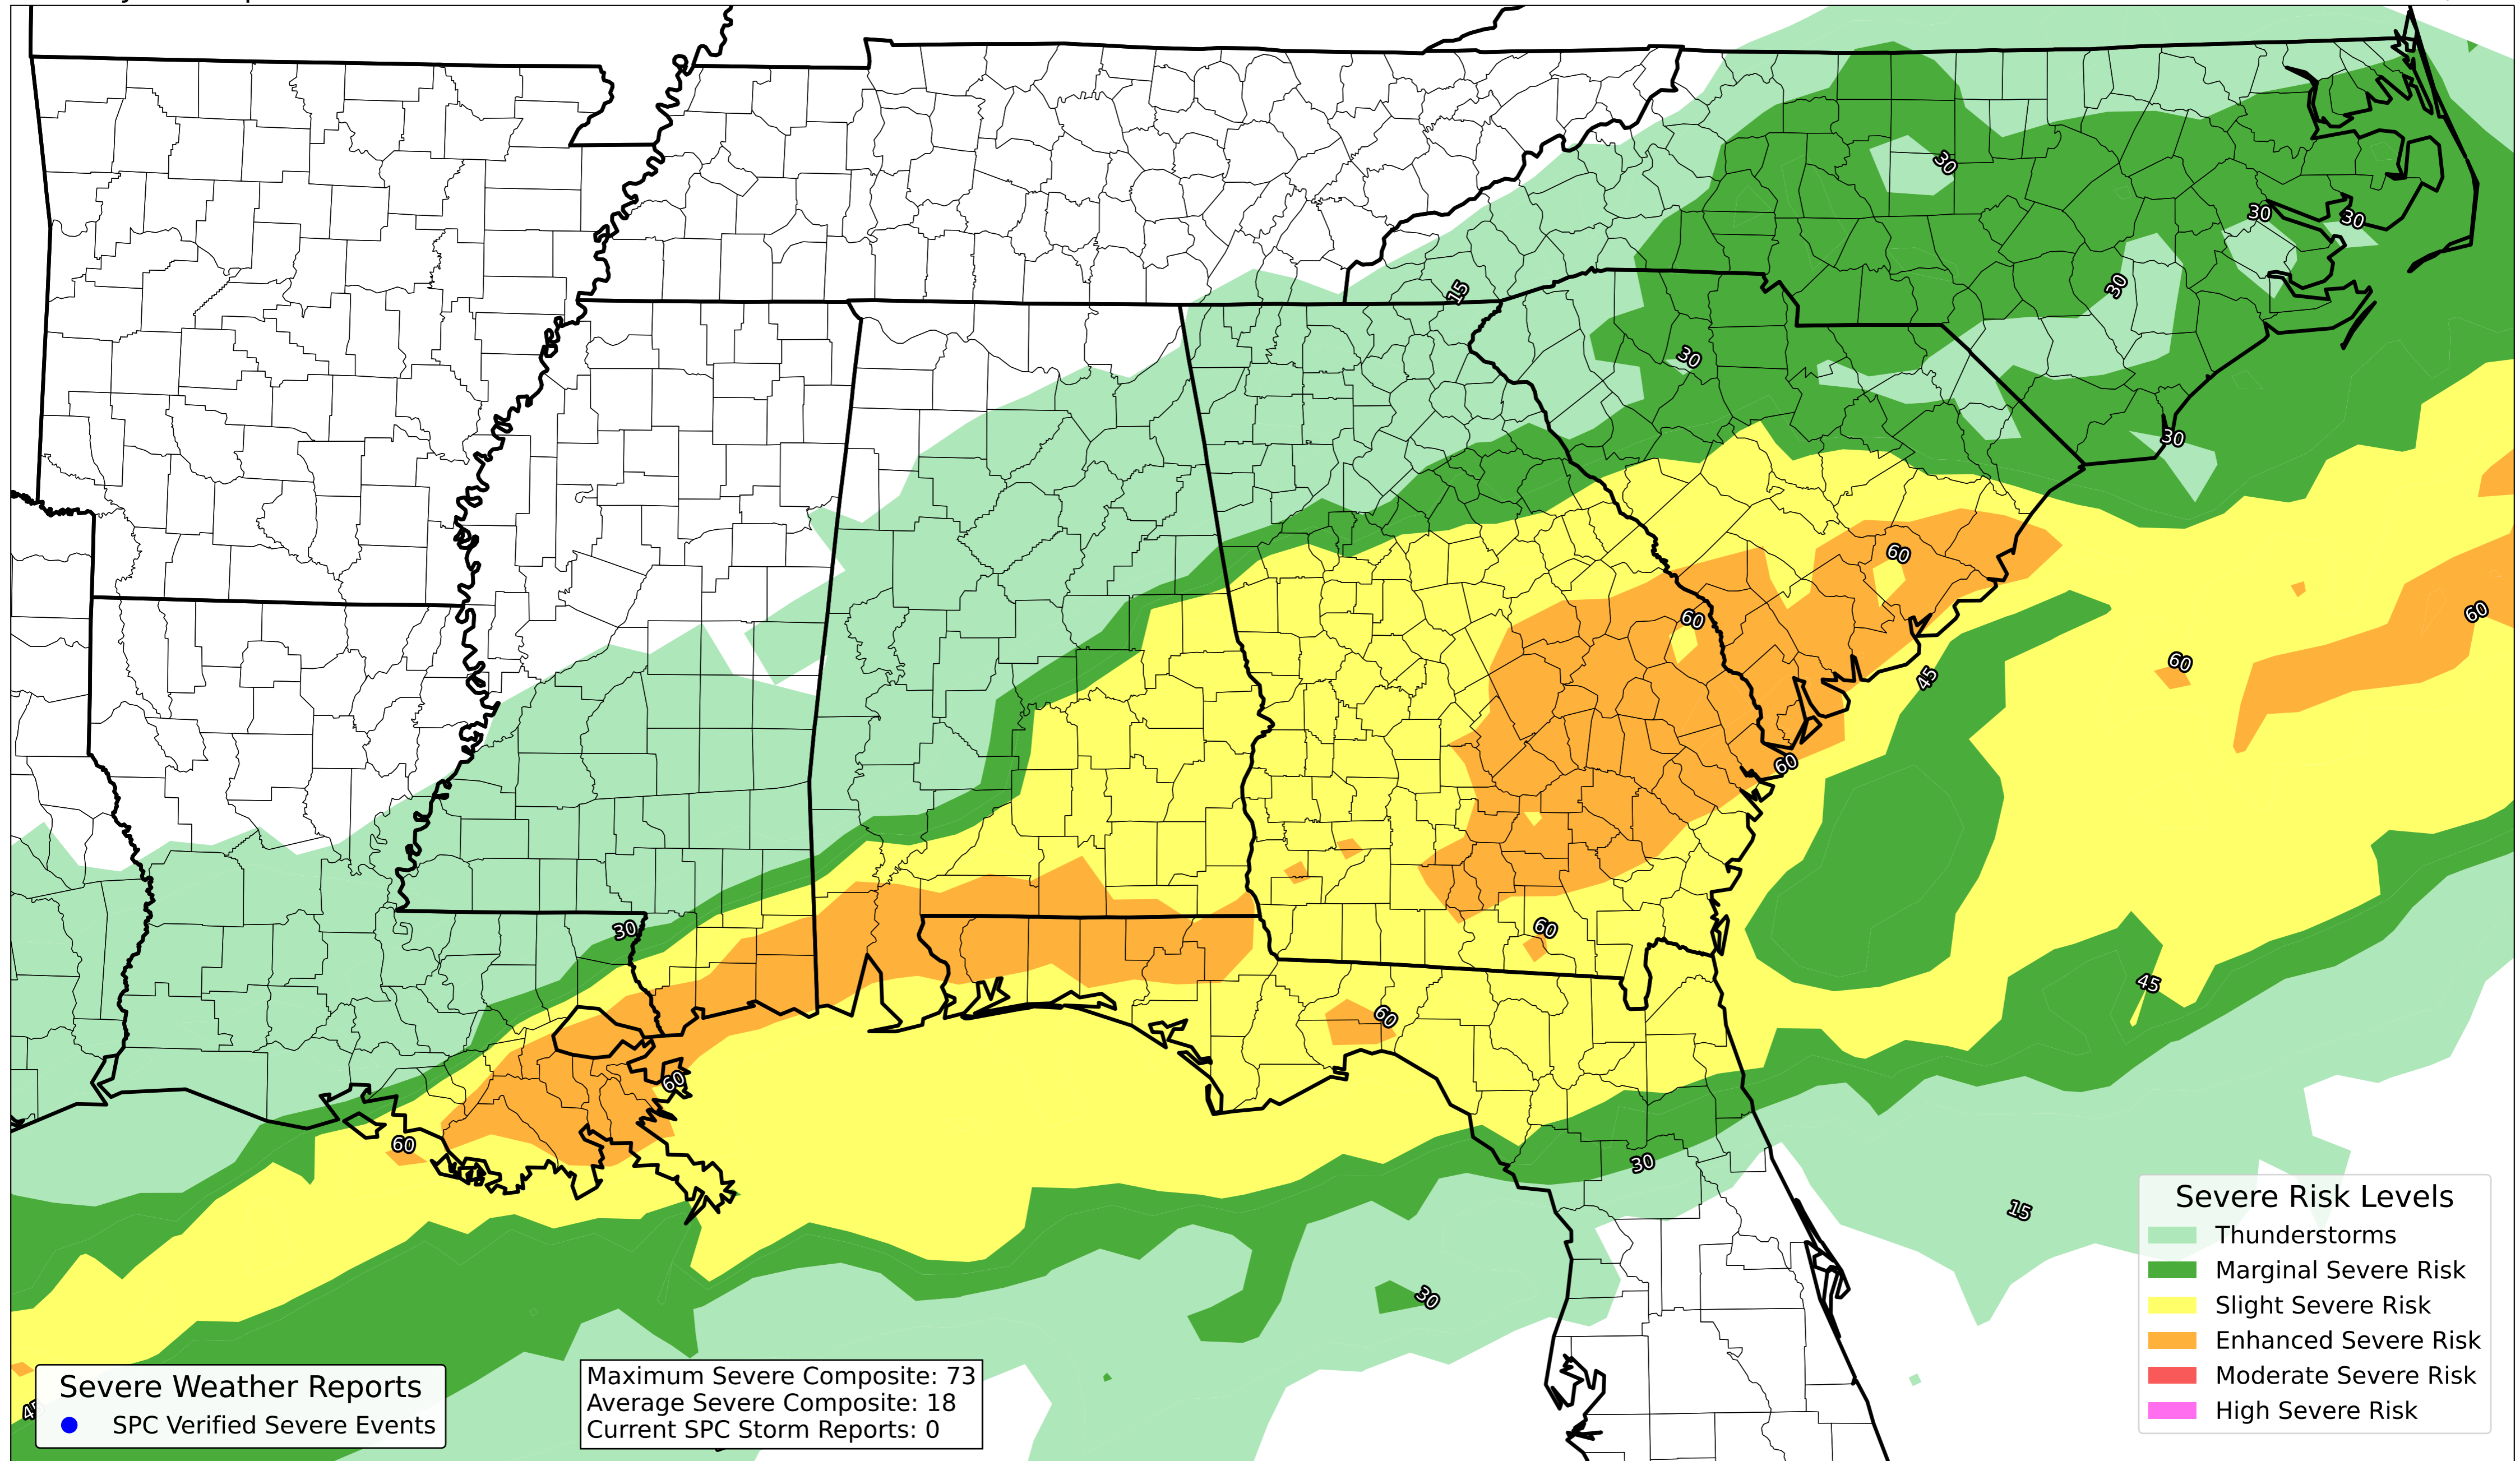 30
30
30
30
15
30
30
60
60
60
60
45
60
60
30
60
45
60
60
60
30
15
30
Severe Risk Levels
Thunderstorms
Marginal Severe Risk
Slight Severe Risk
Enhanced Severe Risk
Moderate Severe Risk
High Severe Risk
Severe Weather Reports
SPC Verified Severe Events
Maximum Severe Composite: 73
Average Severe Composite: 18
Current SPC Storm Reports: 0